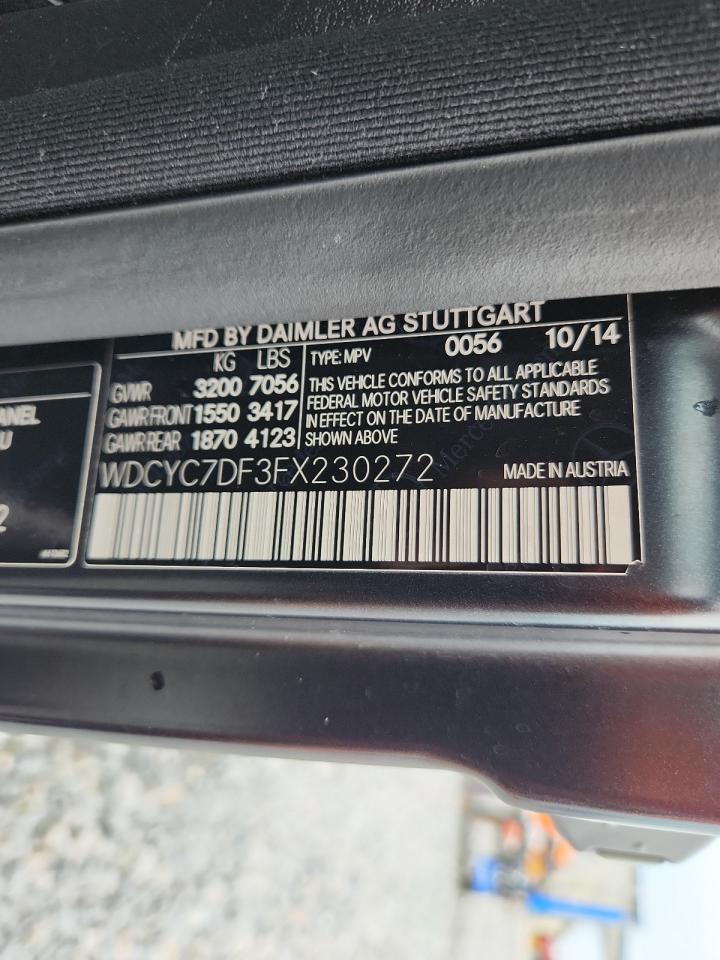 MFD BY DAIMLER AG STUTTGART
KG LBS
GVWR 3200 7056
GAWR FRONT 1550 3417
GAWR REAR 1870 4123
TYPE: MPV 0056 10/14
THIS VEHICLE CONFORMS TO ALL APPLICABLE
FEDERAL MOTOR VEHICLE SAFETY STANDARDS
IN EFFECT ON THE DATE OF MANUFACTURE
SHOWN ABOVE
WDCYC7DF3FX230272 MADE IN AUSTRIA